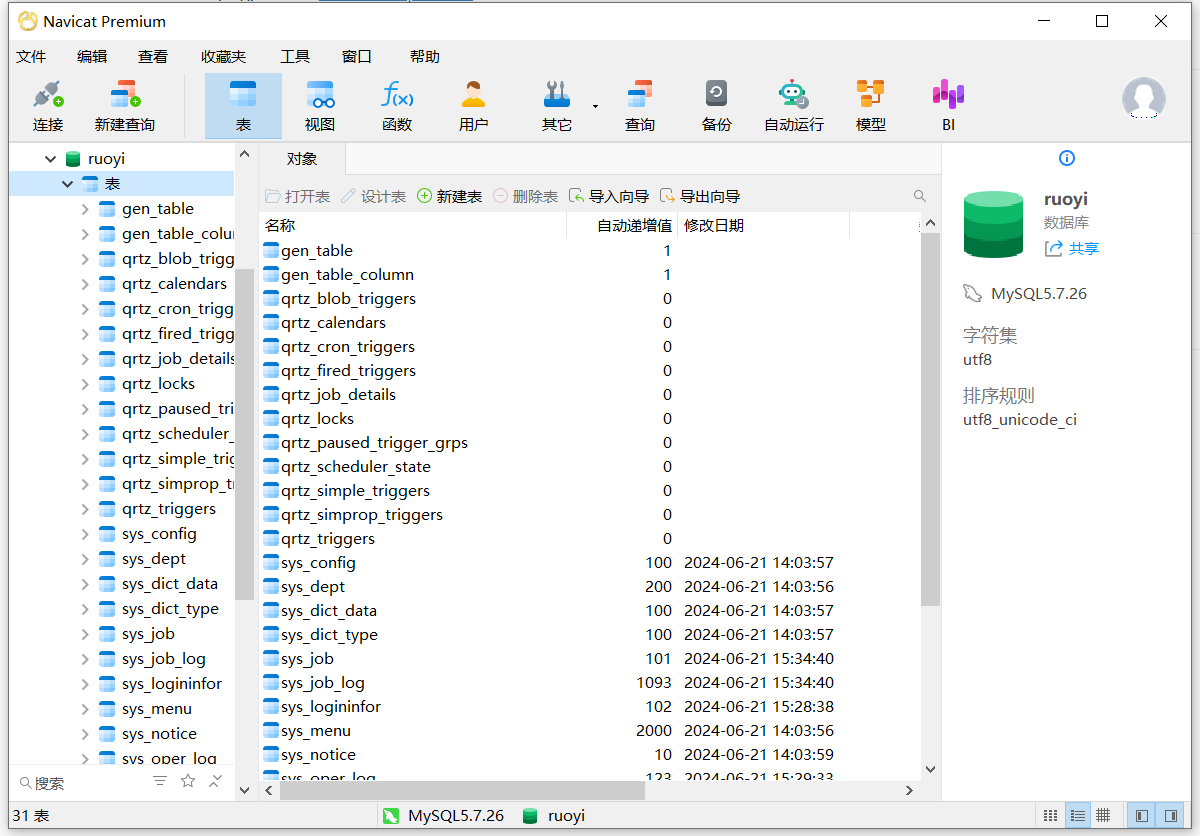 Navicat Premium
文件 编辑 查看 收藏夹 工具 窗口 帮助
连接 新建查询 表 视图 函数 用户 其它 查询 备份 自动运行 模型 BI
ruoyi
表
gen_table
gen_table_colu
qrtz_blob_trigg
qrtz_calendars
qrtz_cron_trigg
qrtz_fired_trigg
qrtz_job_details
qrtz_locks
qrtz_paused_tri
qrtz_scheduler_
qrtz_simple_trig
qrtz_simprop_t
qrtz_triggers
sys_config
sys_dept
sys_dict_data
sys_dict_type
sys_job
sys_job_log
sys_logininfor
sys_menu
sys_notice
sys_oper_log
搜索
对象
打开表 设计表 新建表 删除表 导入向导 导出向导
名称 自动递增值 修改日期
gen_table 1
gen_table_column 1
qrtz_blob_triggers 0
qrtz_calendars 0
qrtz_cron_triggers 0
qrtz_fired_triggers 0
qrtz_job_details 0
qrtz_locks 0
qrtz_paused_trigger_grps 0
qrtz_scheduler_state 0
qrtz_simple_triggers 0
qrtz_simprop_triggers 0
qrtz_triggers 0
sys_config 100 2024-06-21 14:03:57
sys_dept 200 2024-06-21 14:03:56
sys_dict_data 100 2024-06-21 14:03:57
sys_dict_type 100 2024-06-21 14:03:57
sys_job 101 2024-06-21 15:34:40
sys_job_log 1093 2024-06-21 15:34:40
sys_logininfor 102 2024-06-21 15:28:38
sys_menu 2000 2024-06-21 14:03:56
sys_notice 10 2024-06-21 14:03:59
sys_oper_log 123 2024-06-21 15:29:33
ruoyi
数据库
共享
MySQL5.7.26
字符集
utf8
排序规则
utf8_unicode_ci
31 表 MySQL5.7.26 ruoyi